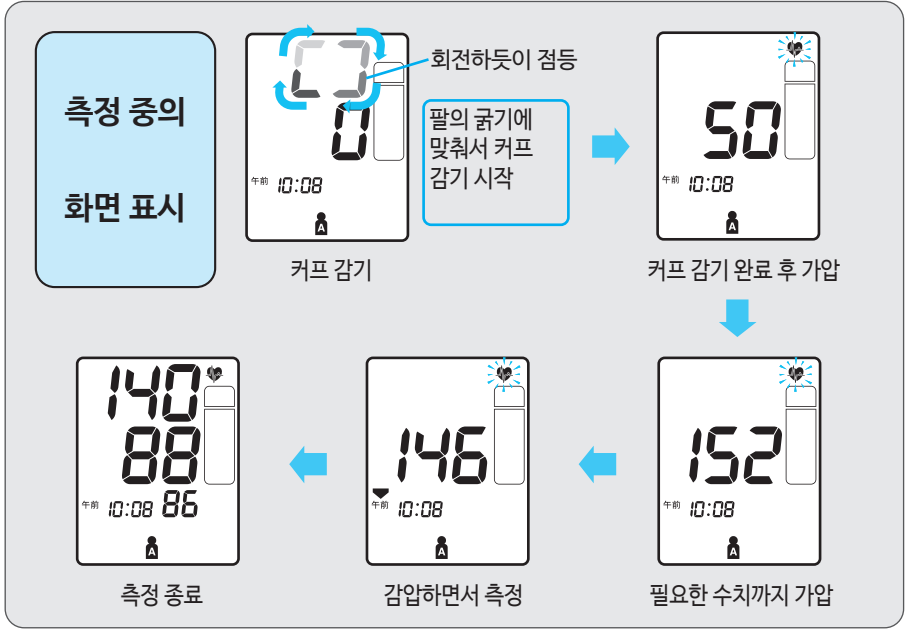 측정 중의
화면 표시
회전하듯이 점등
0
팔의 굵기에
맞춰서 커프
감기 시작
午前 10:08
A
커프 감기
50
午前 10:08
A
커프 감기 완료 후 가압
152
午前 10:08
A
필요한 수치까지 가압
146
午前 10:08
A
감압하면서 측정
140
88
午前 10:08 86
A
측정 종료